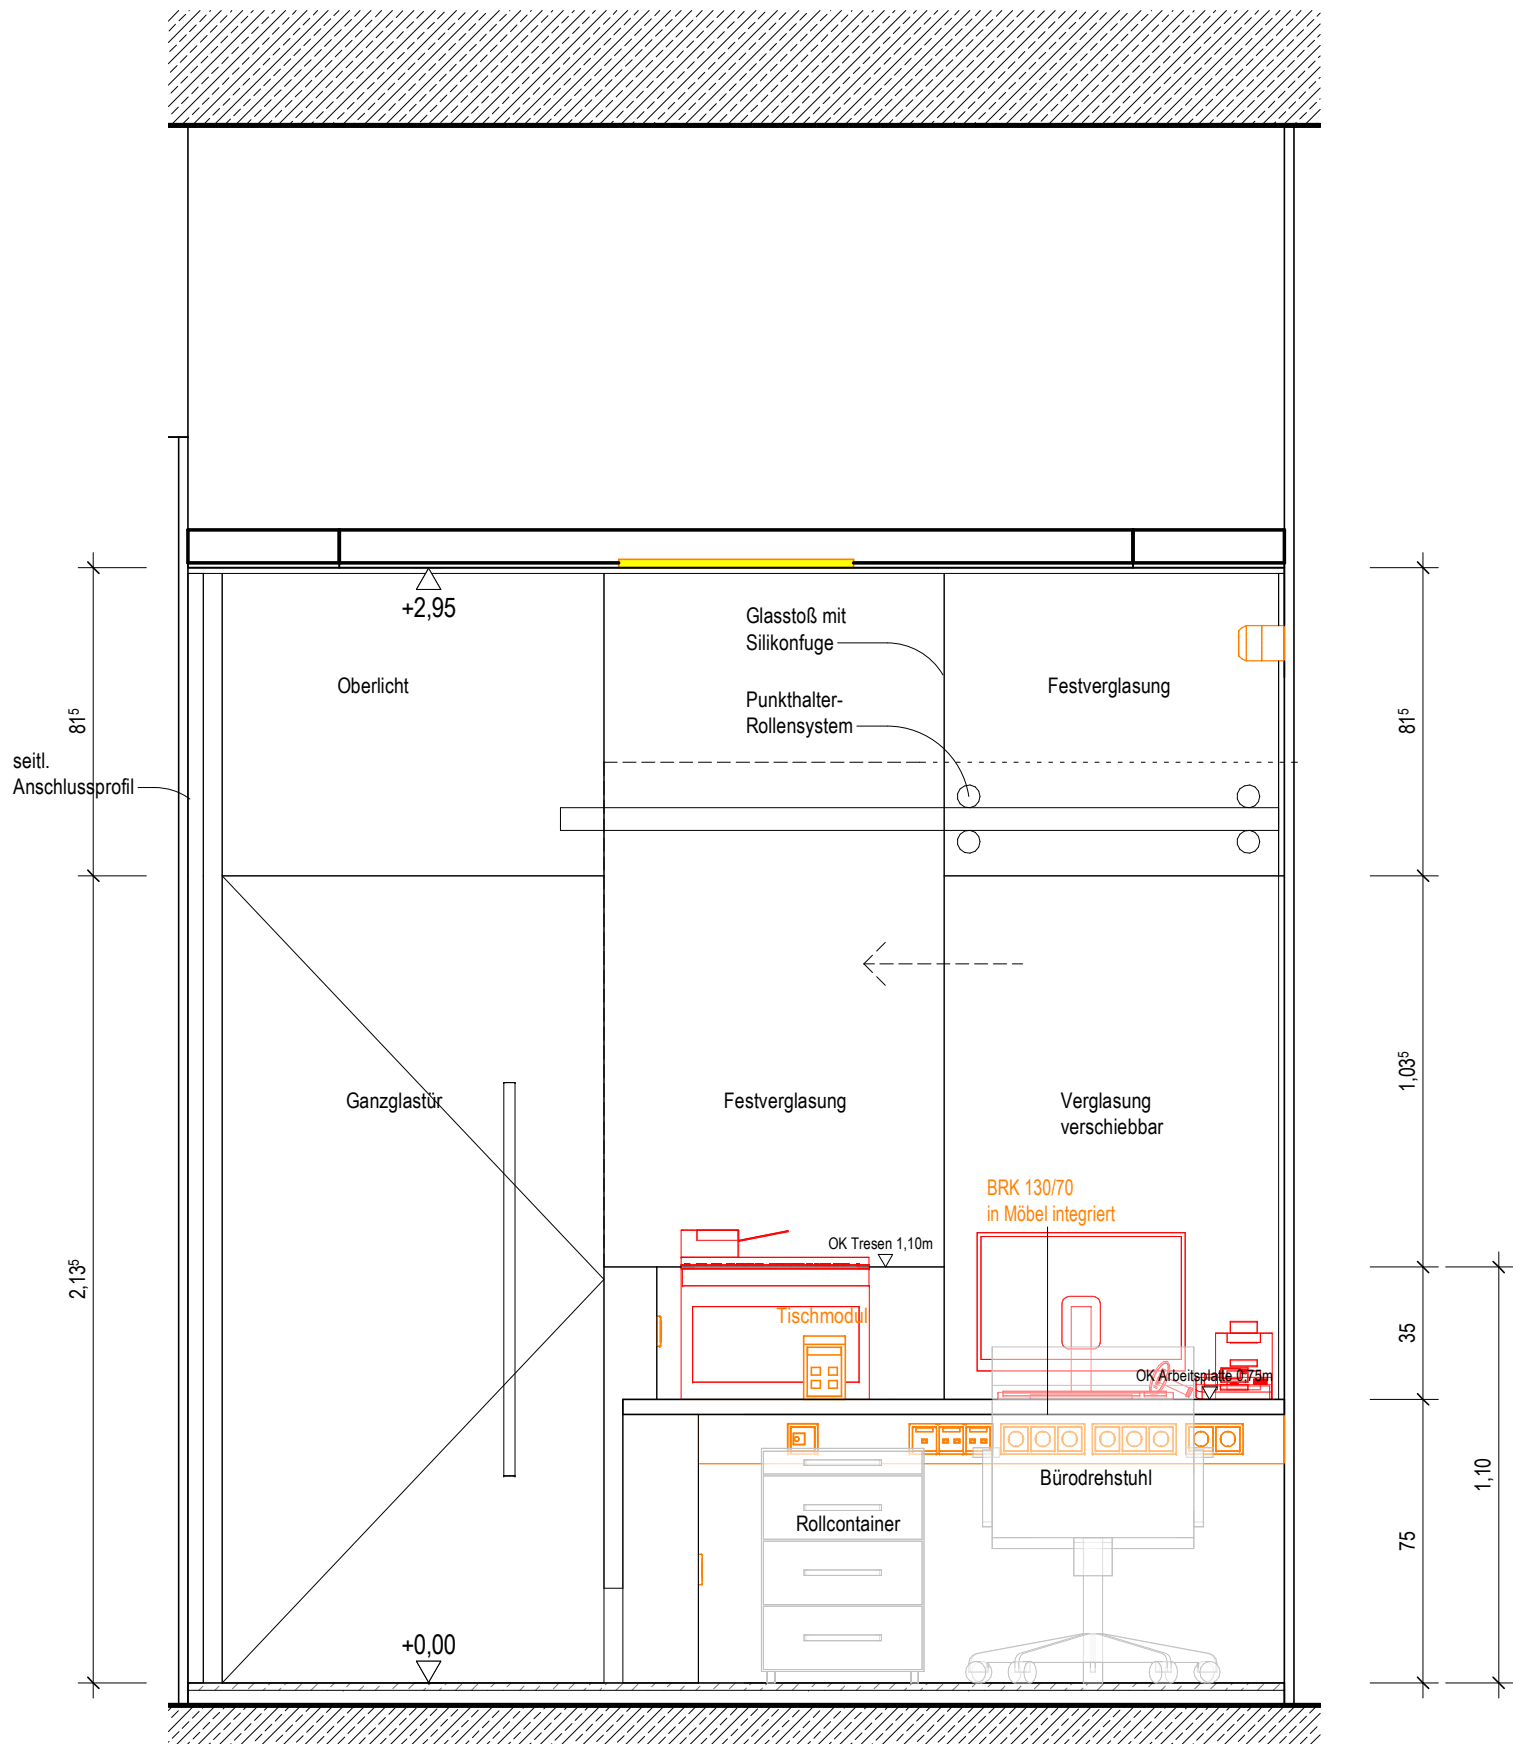 +2,95
Glasstoß mit
Silikonfuge
Oberlicht
Festverglasung
Punkthalter-
Rollensystem
81⁵
81⁵
seitl.
Anschlussprofil
1,03⁵
Ganzglastür
Festverglasung
Verglasung
verschiebbar
BRK 130/70
in Möbel integriert
OK Tresen 1,10m
2,13⁵
Tischmodul
35
OK Arbeitsplatte 0,75m
Bürodrehstuhl
1,10
Rollcontainer
75
+0,00